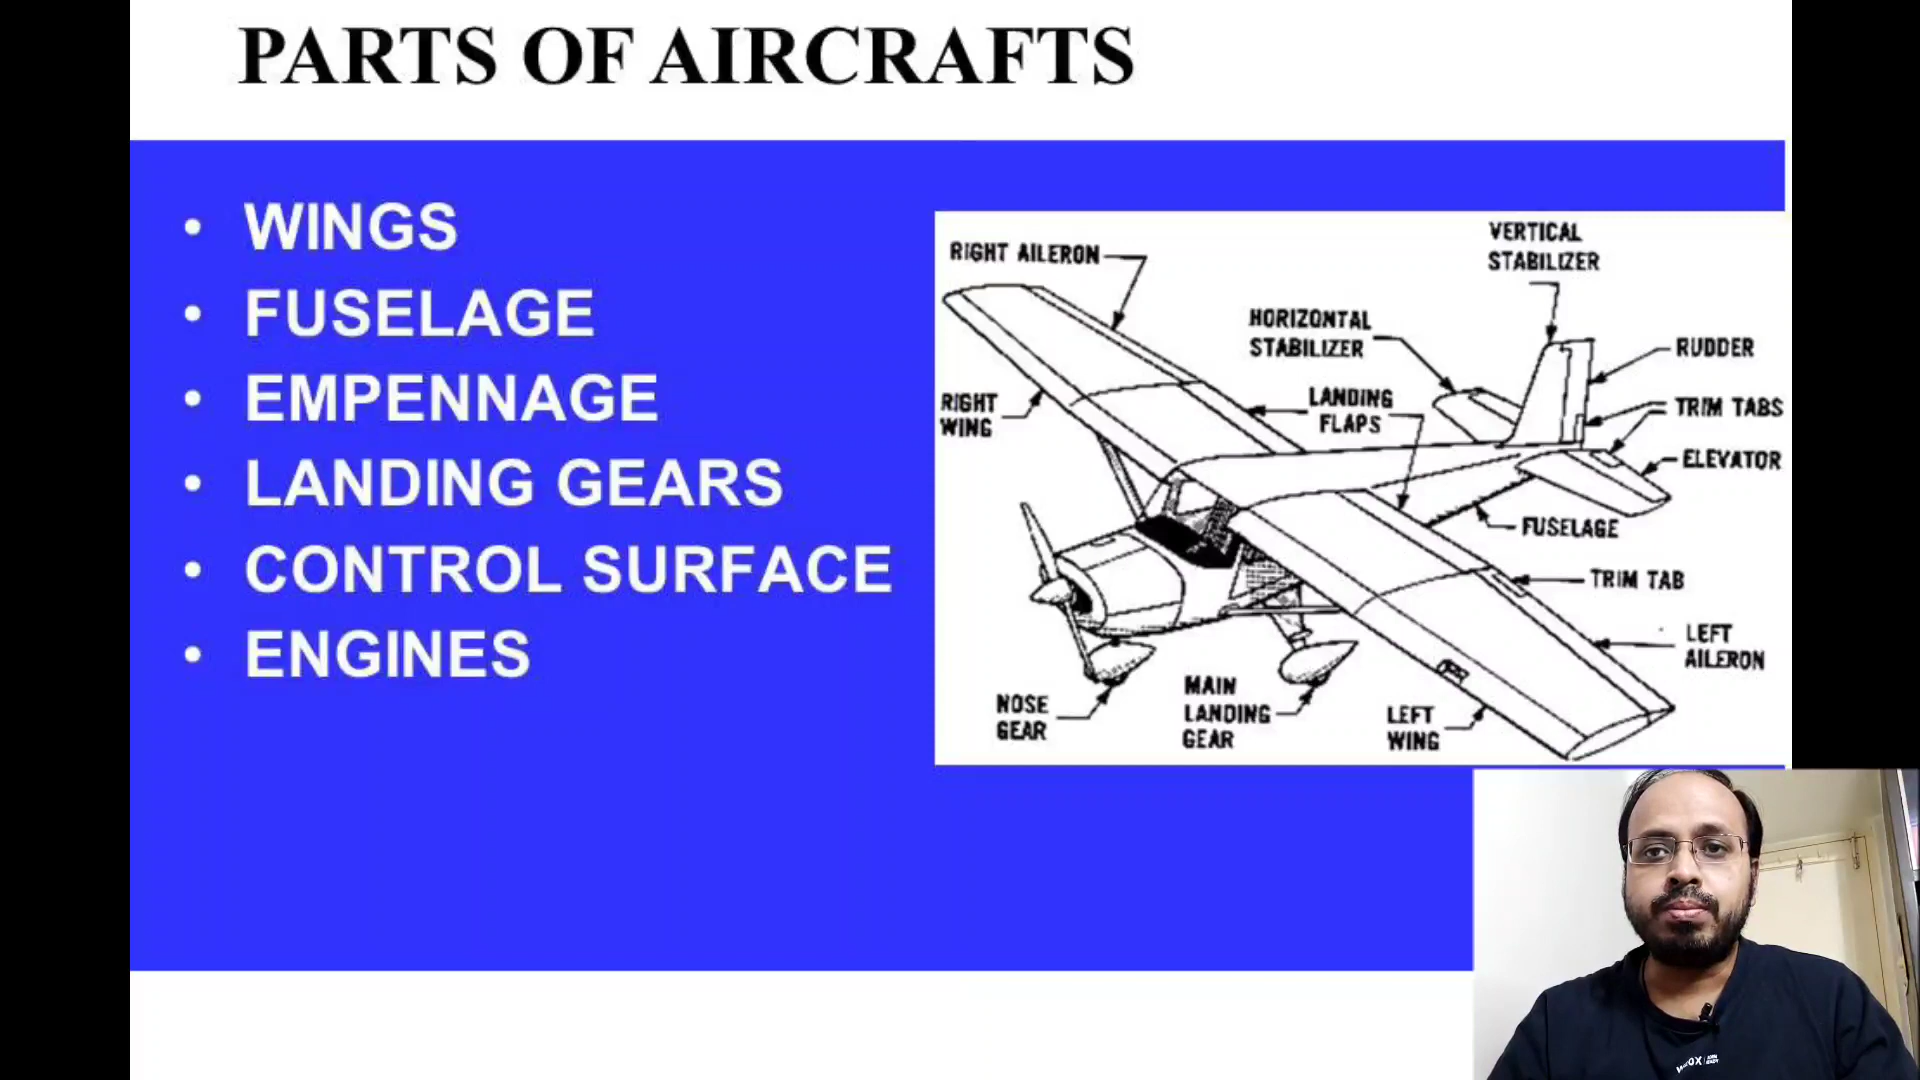 PARTS OF AIRCRAFTS
• WINGS
• FUSELAGE
• EMPENNAGE
• LANDING GEARS
• CONTROL SURFACE
• ENGINES
RIGHT AILERON
VERTICAL
STABILIZER
HORIZONTAL
STABILIZER
RUDDER
RIGHT
WING
LANDING
FLAPS
TRIM TABS
ELEVATOR
FUSELAGE
TRIM TAB
LEFT
AILERON
NOSE
GEAR
MAIN
LANDING
GEAR
LEFT
WING